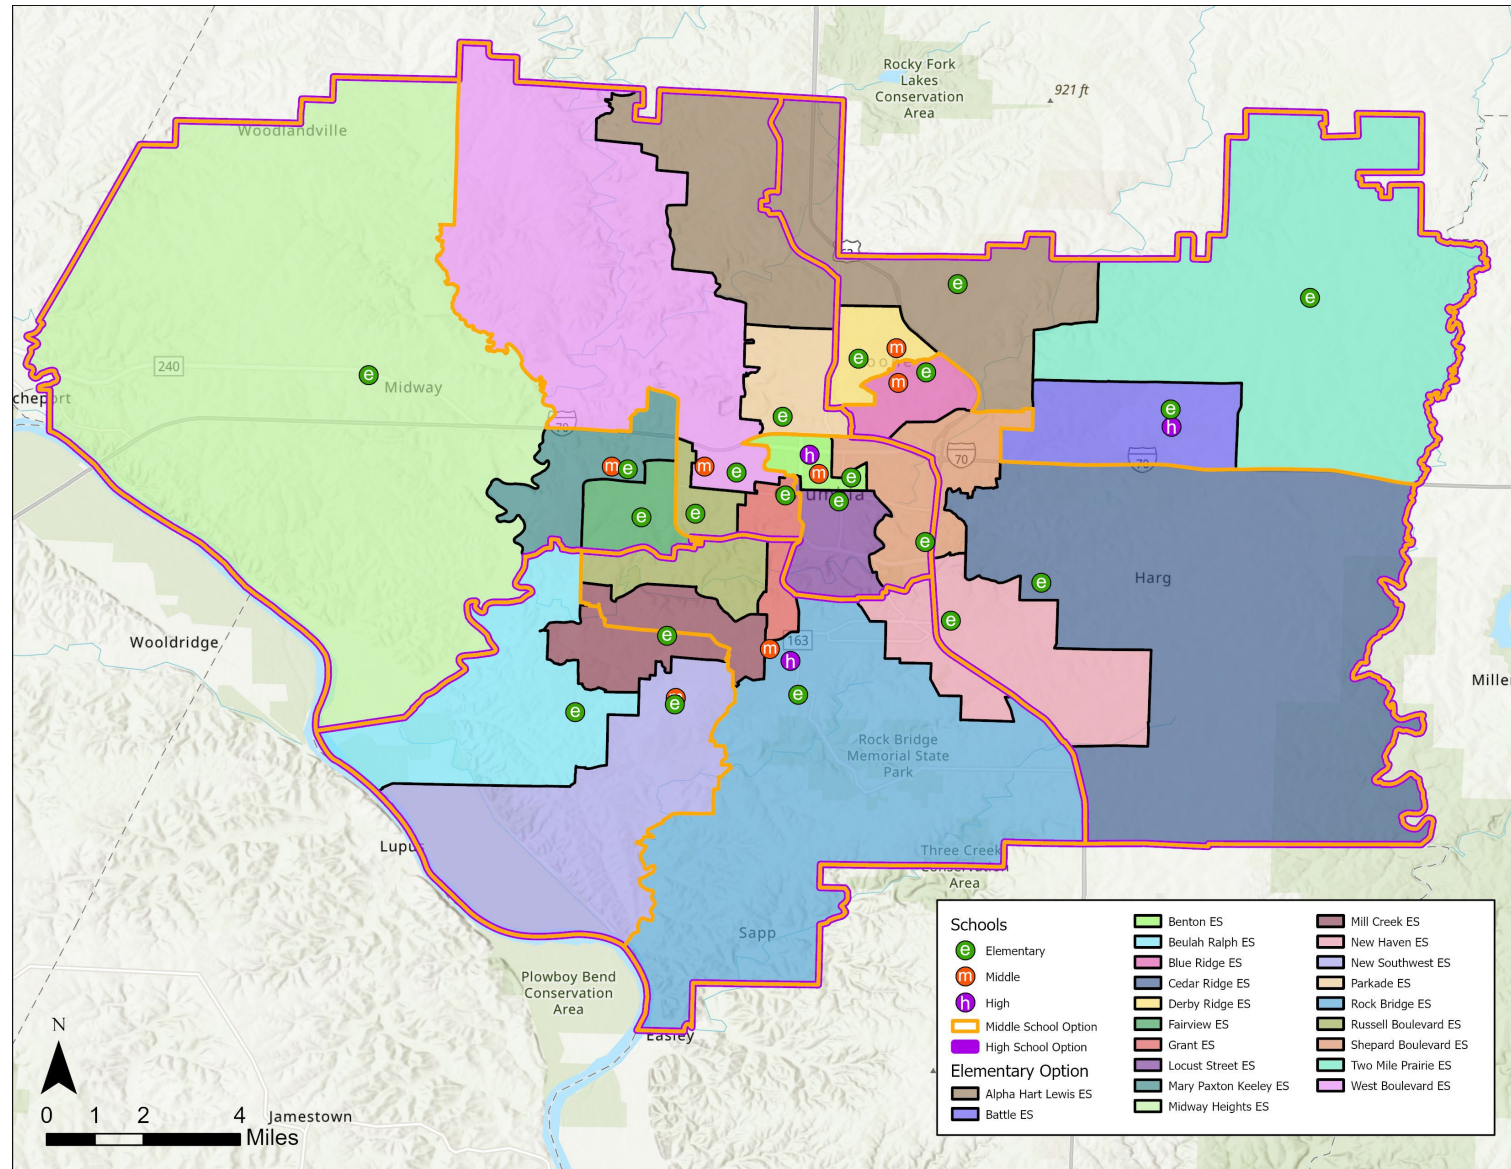 Rocky Fork
Lakes
Conservation
Area
921 ft
Woodlandville
240
Midway
cheport
70
70
70
Harg
Wooldridge
163
Miller
Rock Bridge
Memorial State
Park
Lupus
Three Creek
Conservation
Area
Sapp
Plowboy Bend
Conservation
Area
Easley
Jamestown
N
0 1 2 4
Miles
e
e
e
m
e
m
e
e
e
h
e
m
e
m
e
h
m
e
e
e
e
e
e
e
e
e
e
m
h
e
m
e
e
Schools
e Elementary
m Middle
h High
Middle School Option
High School Option
Elementary Option
Alpha Hart Lewis ES
Battle ES
Benton ES
Beulah Ralph ES
Blue Ridge ES
Cedar Ridge ES
Derby Ridge ES
Fairview ES
Grant ES
Locust Street ES
Mary Paxton Keeley ES
Midway Heights ES
Mill Creek ES
New Haven ES
New Southwest ES
Parkade ES
Rock Bridge ES
Russell Boulevard ES
Shepard Boulevard ES
Two Mile Prairie ES
West Boulevard ES